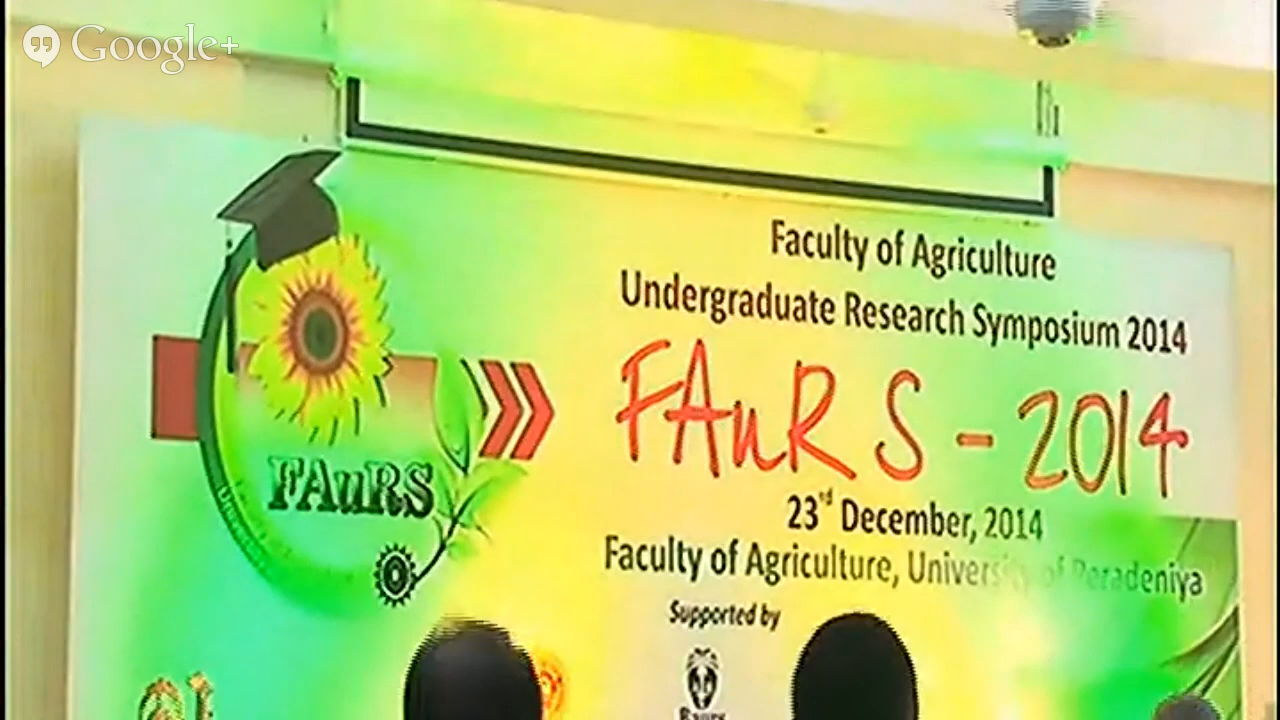 Google+
Faculty of Agriculture
Undergraduate Research Symposium 2014
FAuRS - 2014
FAuRS
23rd December, 2014
Faculty of Agriculture, University of Peradeniya
Supported by